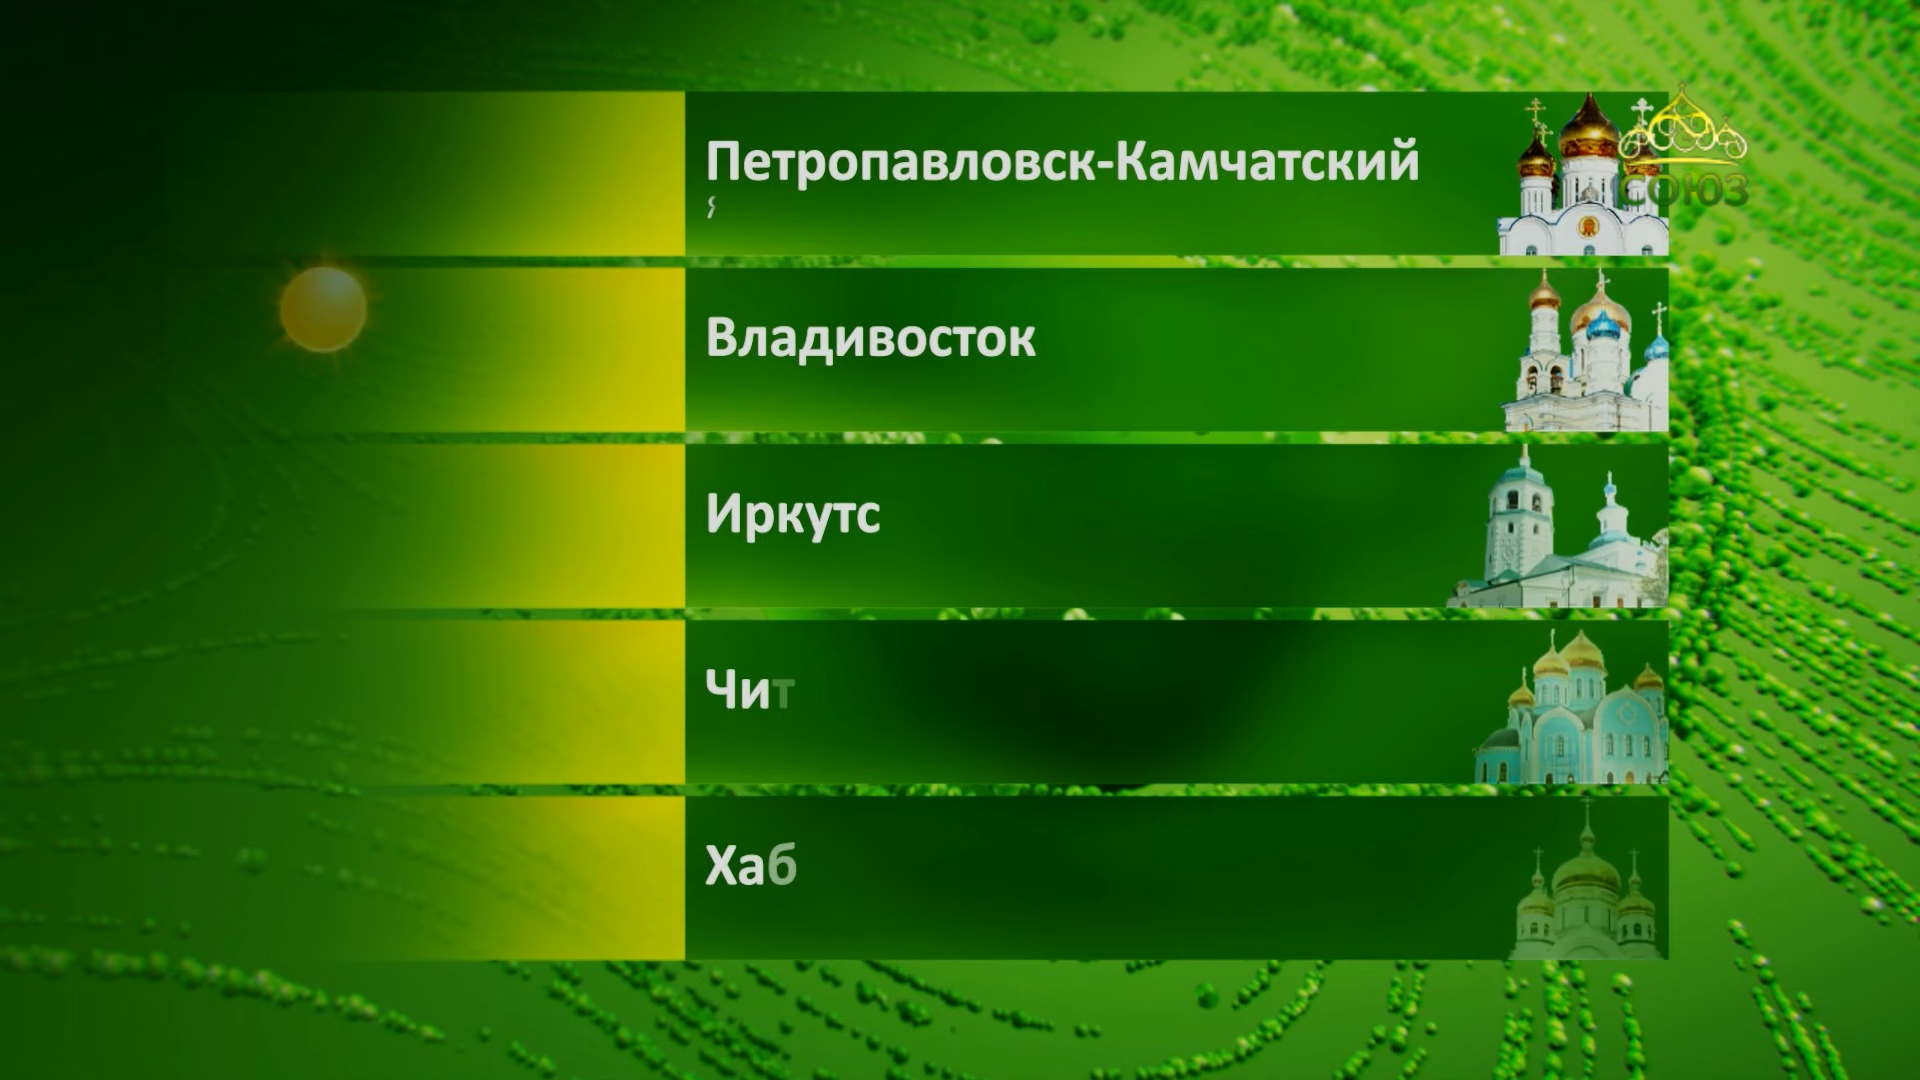 Петропавловск-Камчатский
СОЮЗ
Владивосток
Иркутс
Чит
Хаб